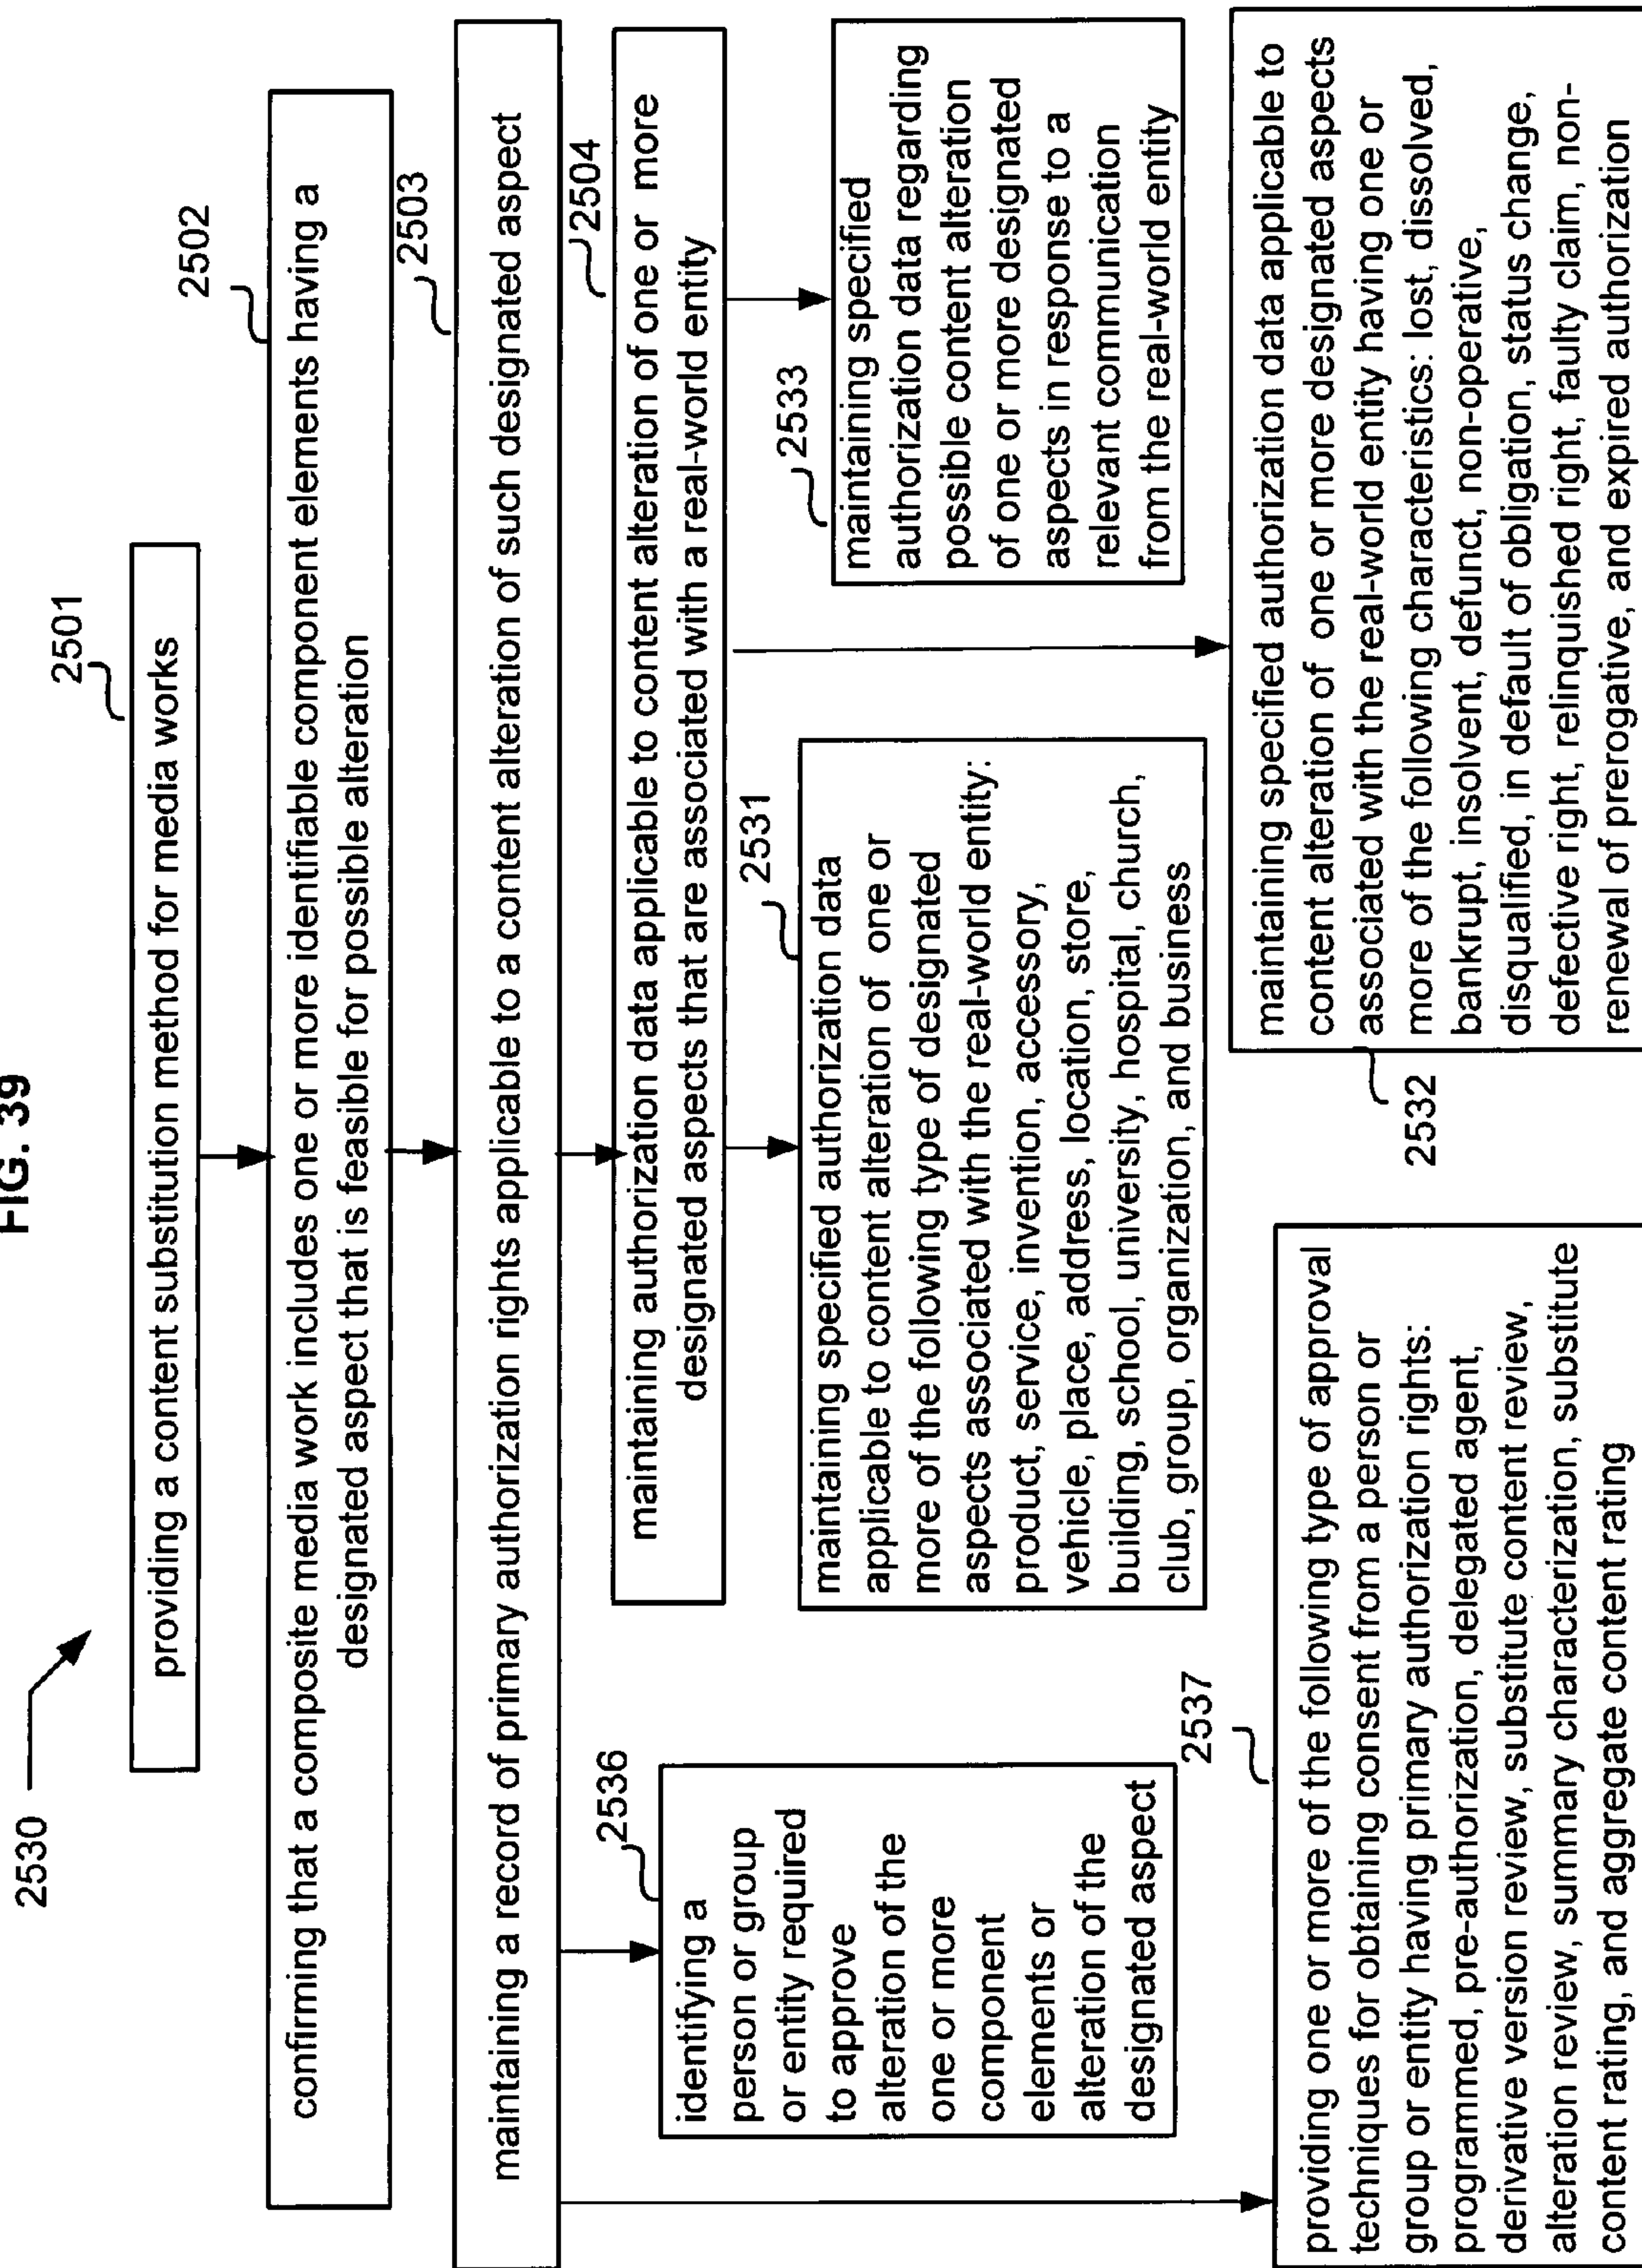 FIG. 39
2530
2501
providing a content substitution method for media works
2502
confirming that a composite media work includes one or more identifiable component elements having a
designated aspect that is feasible for possible alteration
2503
maintaining a record of primary authorization rights applicable to a content alteration of such designated aspect
2504
maintaining authorization data applicable to content alteration of one or more
designated aspects that are associated with a real-world entity
2536
identifying a
person or group
or entity required
to approve
alteration of the
one or more
component
elements or
alteration of the
designated aspect
2531
maintaining specified authorization data
applicable to content alteration of one or
more of the following type of designated
aspects associated with the real-world entity:
product, service, invention, accessory,
vehicle, place, address, location, store,
building, school, university, hospital, church,
club, group, organization, and business
2533
maintaining specified
authorization data regarding
possible content alteration
of one or more designated
aspects in response to a
relevant communication
from the real-world entity
2537
providing one or more of the following type of approval
techniques for obtaining consent from a person or
group or entity having primary authorization rights:
programmed, pre-authorization, delegated agent,
derivative version review, substitute content review,
alteration review, summary characterization, substitute
content rating, and aggregate content rating
2532
maintaining specified authorization data applicable to
content alteration of one or more designated aspects
associated with the real-world entity having one or
more of the following characteristics: lost, dissolved,
bankrupt, insolvent, defunct, non-operative,
disqualified, in default of obligation, status change,
defective right, relinquished right, faulty claim, non-
renewal of prerogative, and expired authorization